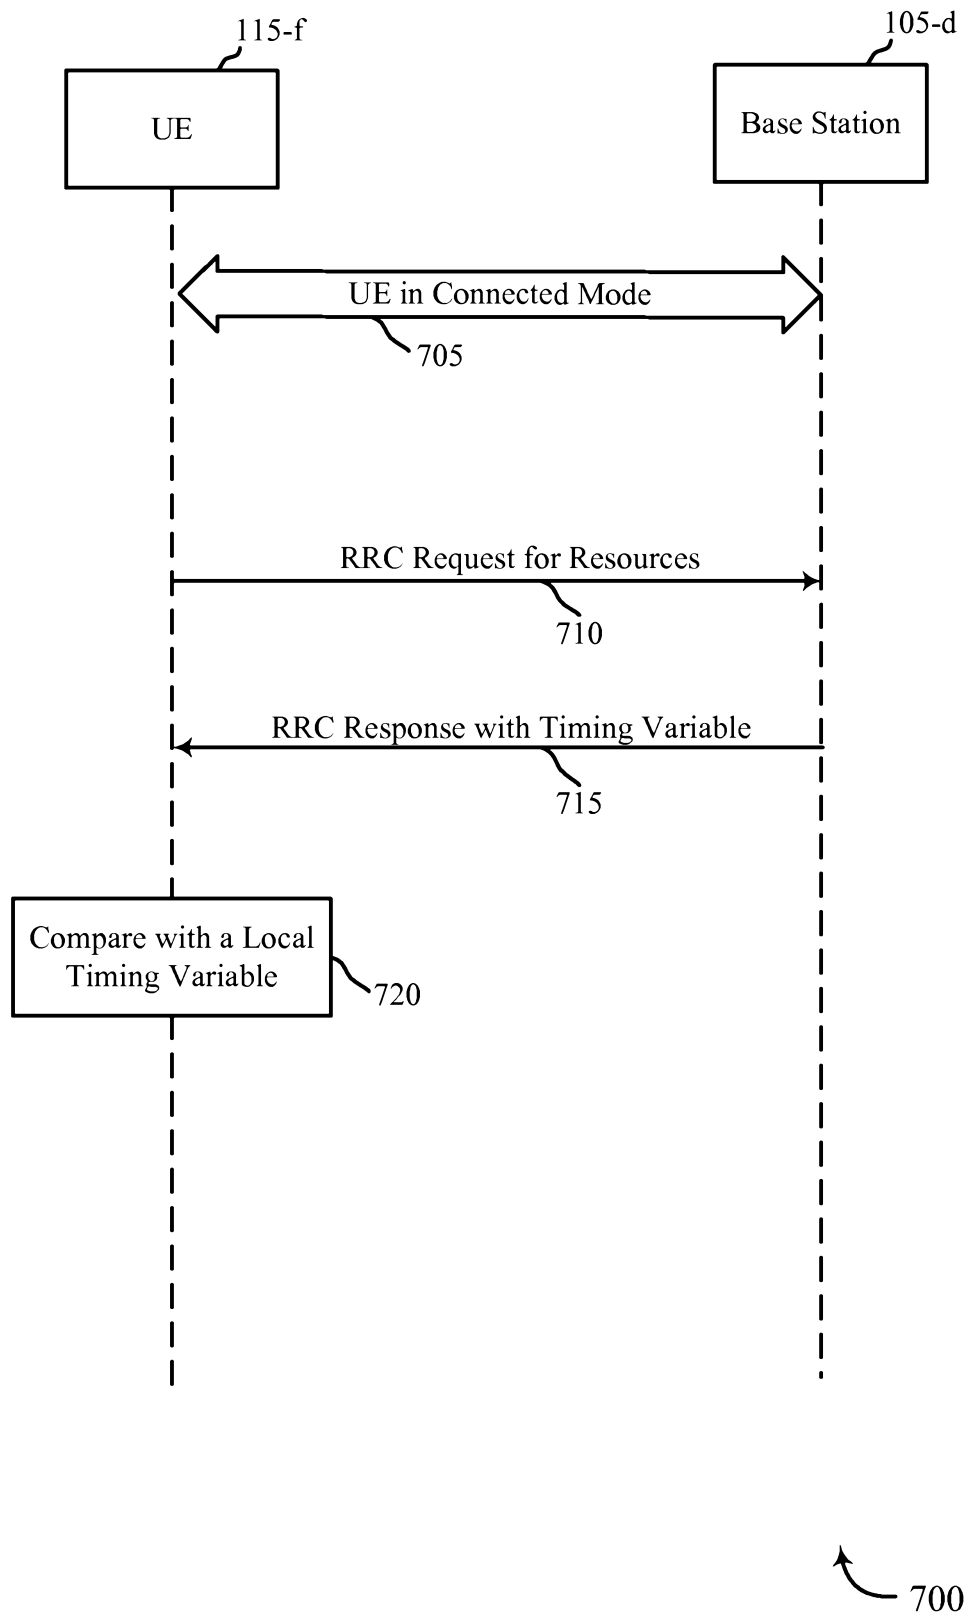 115-f
105-d
UE
Base Station
UE in Connected Mode
705
RRC Request for Resources
710
RRC Response with Timing Variable
715
Compare with a Local
Timing Variable
720
700